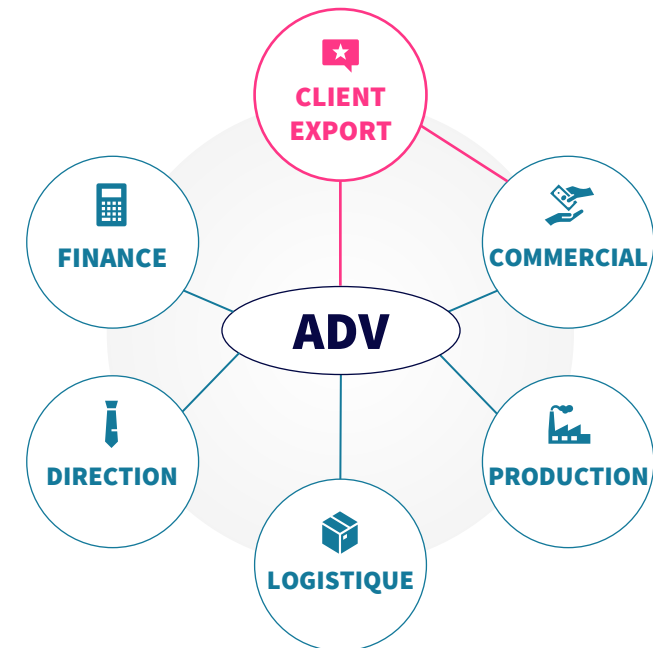 CLIENT
EXPORT
FINANCE
COMMERCIAL
ADV
DIRECTION
PRODUCTION
LOGISTIQUE